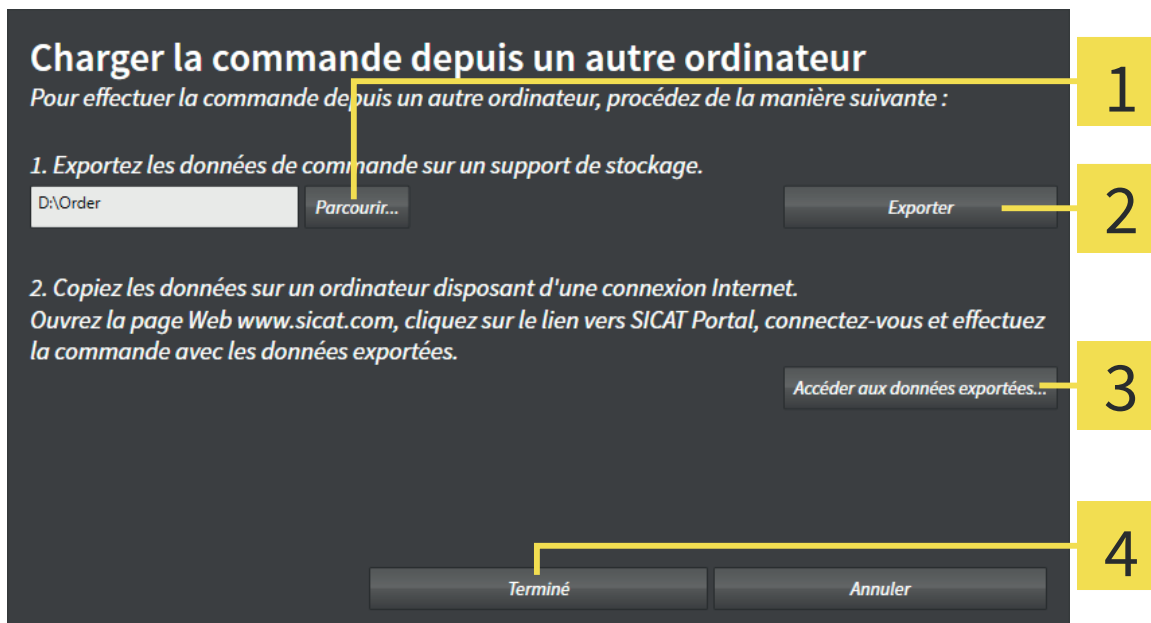 Charger la commande depuis un autre ordinateur
1
Pour effectuer la commande depuis un autre ordinateur, procédez de la manière suivante :
1. Exportez les données de commande sur un support de stockage.
D:\Order
Parcourir...
Exporter
2
2. Copiez les données sur un ordinateur disposant d'une connexion Internet.
Ouvrez la page Web www.sicat.com, cliquez sur le lien vers SICAT Portal, connectez-vous et effectuez
la commande avec les données exportées.
Accéder aux données exportées...
3
4
Terminé
Annuler